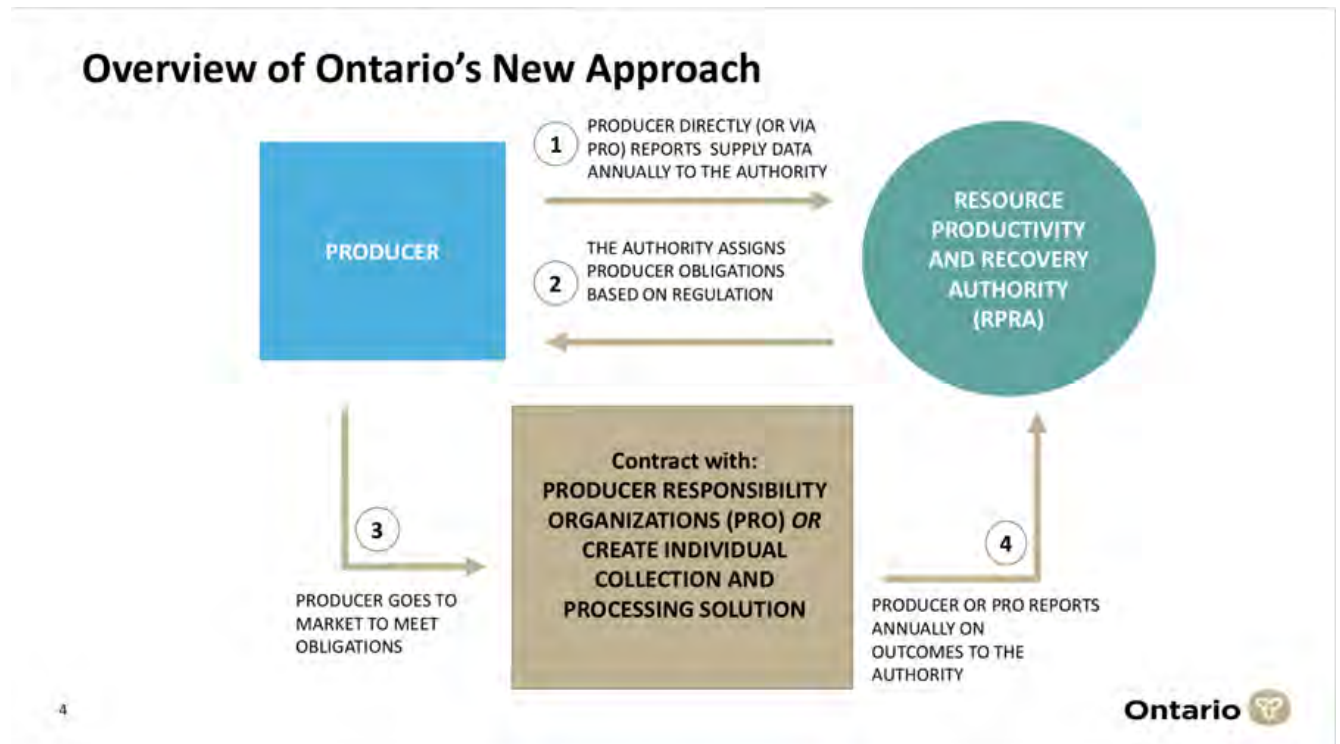 Overview of Ontario's New Approach
PRODUCER
1
PRODUCER DIRECTLY (OR VIA
PRO) REPORTS SUPPLY DATA
ANNUALLY TO THE AUTHORITY
2
THE AUTHORITY ASSIGNS
PRODUCER OBLIGATIONS
BASED ON REGULATION
RESOURCE
PRODUCTIVITY
AND RECOVERY
AUTHORITY
(RPRA)
3
PRODUCER GOES TO
MARKET TO MEET
OBLIGATIONS
Contract with:
PRODUCER RESPONSIBILITY
ORGANIZATIONS (PRO) OR
CREATE INDIVIDUAL
COLLECTION AND
PROCESSING SOLUTION
4
PRODUCER OR PRO REPORTS
ANNUALLY ON
OUTCOMES TO THE
AUTHORITY
4
Ontario